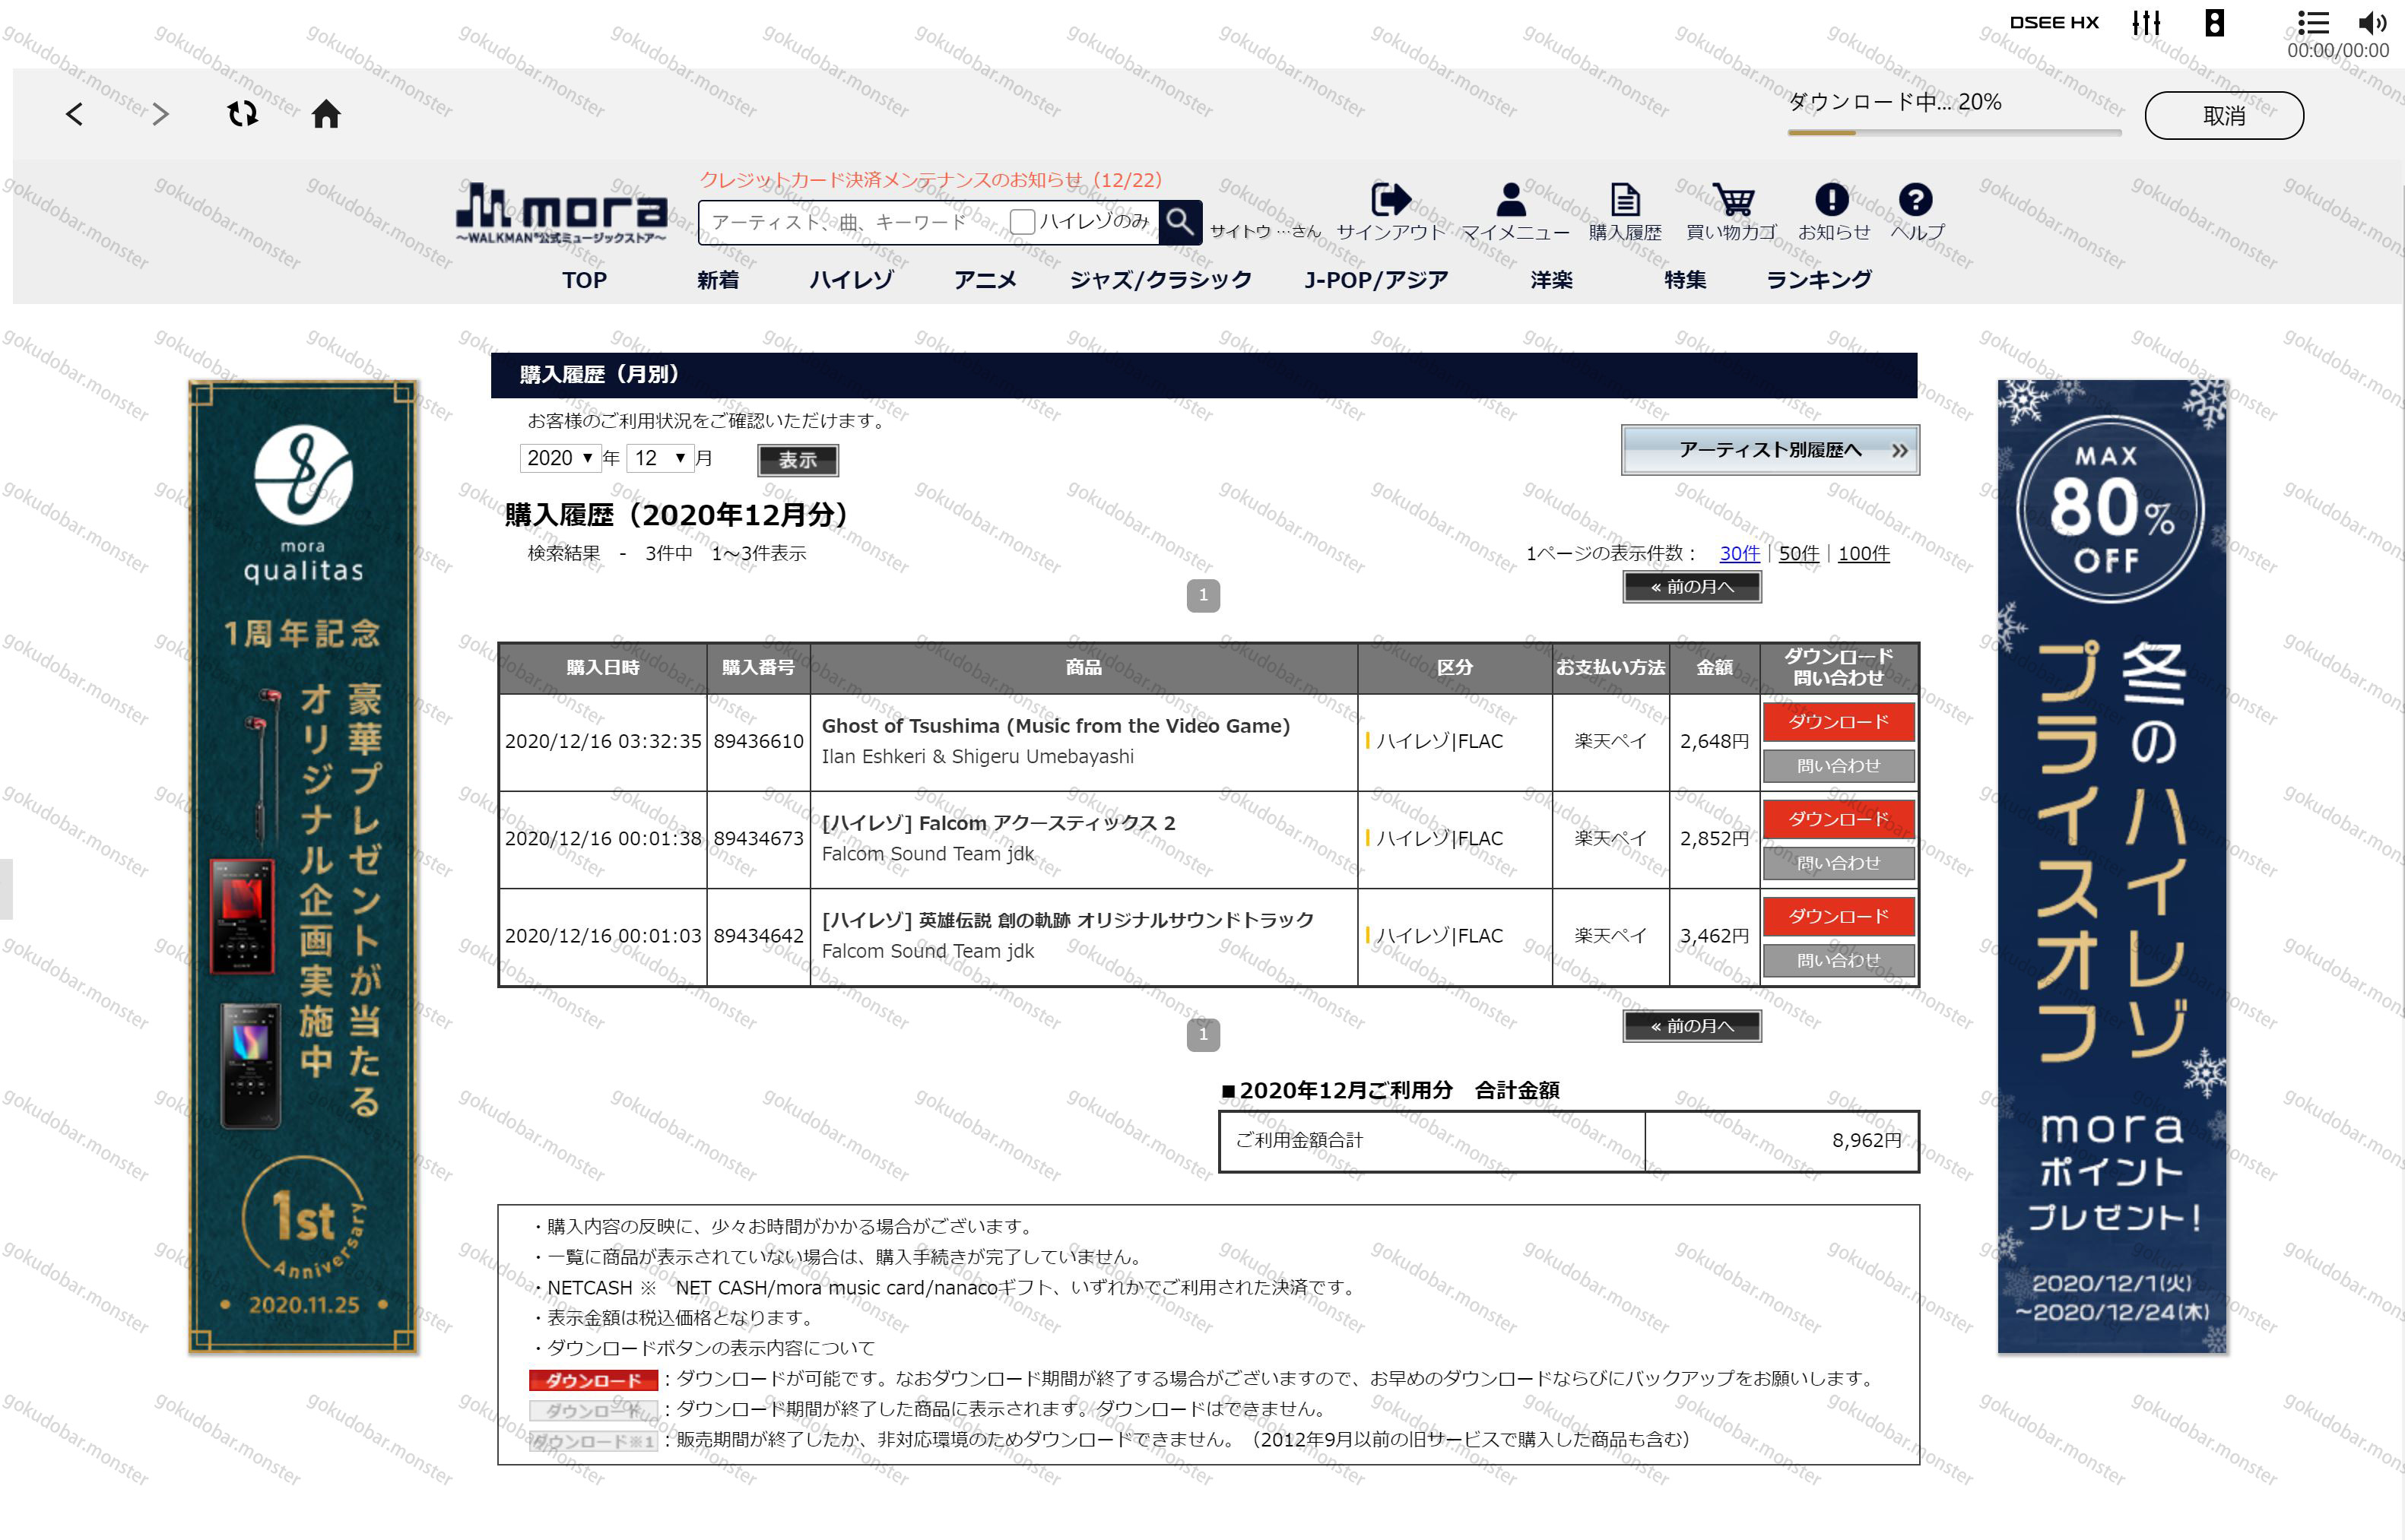 DSEE HX
00:00/00:00
ダウンロード中... 20%
取消
クレジットカード決済メンテナンスのお知らせ（12/22）
mora
～WALKMAN®公式ミュージックストア～
アーティスト、曲、キーワード
ハイレゾのみ
サイトウ …さん
サインアウト
マイメニュー
購入履歴
買い物カゴ
お知らせ
ヘルプ
TOP 新着 ハイレゾ アニメ ジャズ/クラシック J-POP/アジア 洋楽 特集 ランキング
mora
qualitas
1周年記念
豪華プレゼントが当たる
オリジナル企画実施中
1st
Anniversary
2020.11.25
購入履歴（月別）
お客様のご利用状況をご確認いただけます。
2020 ▼ 年 12 ▼ 月 表示
アーティスト別履歴へ »
購入履歴（2020年12月分）
検索結果 - 3件中 1～3件表示
1ページの表示件数： 30件｜50件｜100件
« 前の月へ
1
購入日時 購入番号 商品 区分 お支払い方法 金額 ダウンロード
問い合わせ
2020/12/16 03:32:35 89436610 Ghost of Tsushima (Music from the Video Game)
Ilan Eshkeri & Shigeru Umebayashi
ハイレゾ|FLAC 楽天ペイ 2,648円 ダウンロード
問い合わせ
2020/12/16 00:01:38 89434673 [ハイレゾ] Falcom アクースティックス 2
Falcom Sound Team jdk
ハイレゾ|FLAC 楽天ペイ 2,852円 ダウンロード
問い合わせ
2020/12/16 00:01:03 89434642 [ハイレゾ] 英雄伝説 創の軌跡 オリジナルサウンドトラック
Falcom Sound Team jdk
ハイレゾ|FLAC 楽天ペイ 3,462円 ダウンロード
問い合わせ
1
« 前の月へ
■2020年12月ご利用分 合計金額
ご利用金額合計 8,962円
・購入内容の反映に、少々お時間がかかる場合がございます。
・一覧に商品が表示されていない場合は、購入手続きが完了していません。
・NETCASH ※ NET CASH/mora music card/nanacoギフト、いずれかでご利用された決済です。
・表示金額は税込価格となります。
・ダウンロードボタンの表示内容について
ダウンロード：ダウンロードが可能です。なおダウンロード期間が終了する場合がございますので、お早めのダウンロードならびにバックアップをお願いします。
ダウンロード：ダウンロード期間が終了した商品に表示されます。ダウンロードはできません。
ダウンロード※1：販売期間が終了したか、非対応環境のためダウンロードできません。（2012年9月以前の旧サービスで購入した商品も含む）
MAX
80%
OFF
冬のハイレゾ
プライスオフ
mora
ポイント
プレゼント!
2020/12/1(火)
～2020/12/24(木)
gokudobar.monster